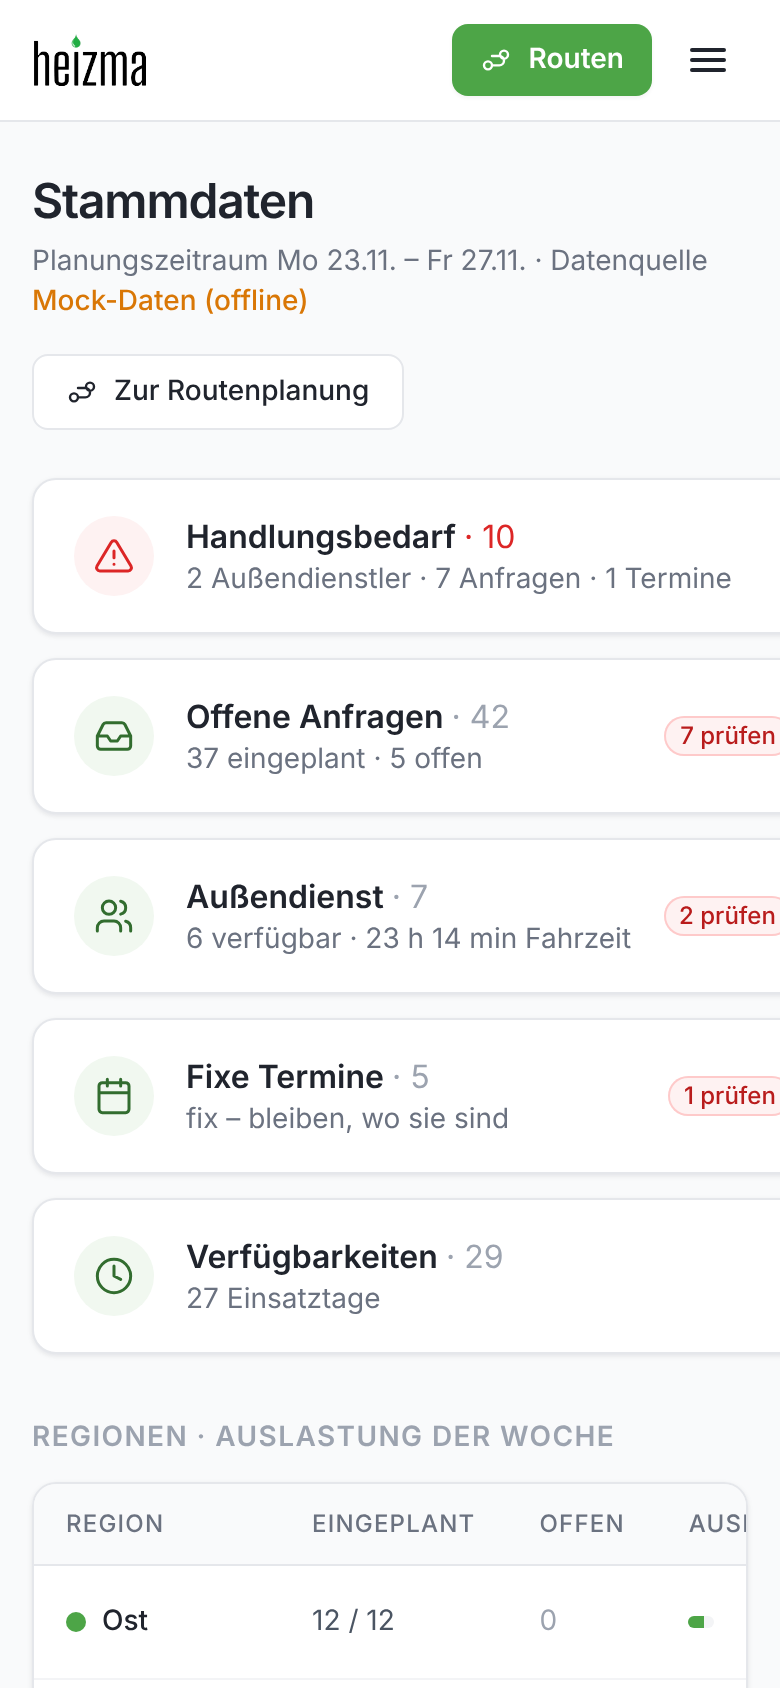 heizma
Routen
Stammdaten
Planungszeitraum Mo 23.11. – Fr 27.11. · Datenquelle
Mock-Daten (offline)
Zur Routenplanung
Handlungsbedarf · 10
2 Außendienstler · 7 Anfragen · 1 Termine
Offene Anfragen · 42
37 eingeplant · 5 offen
7 prüfen
Außendienst · 7
6 verfügbar · 23 h 14 min Fahrzeit
2 prüfen
Fixe Termine · 5
fix – bleiben, wo sie sind
1 prüfen
Verfügbarkeiten · 29
27 Einsatztage
REGIONEN · AUSLASTUNG DER WOCHE
REGION EINGEPLANT OFFEN
Ost 12 / 12 0